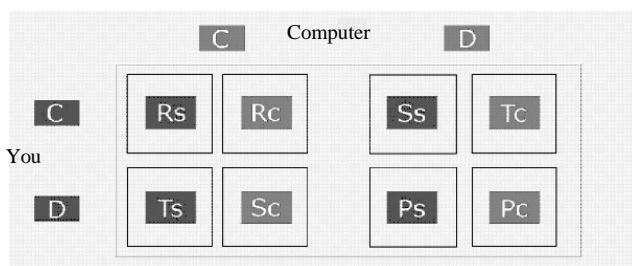 C Computer D
C Rs Rc Ss Tc
You
D Ts Sc Ps Pc